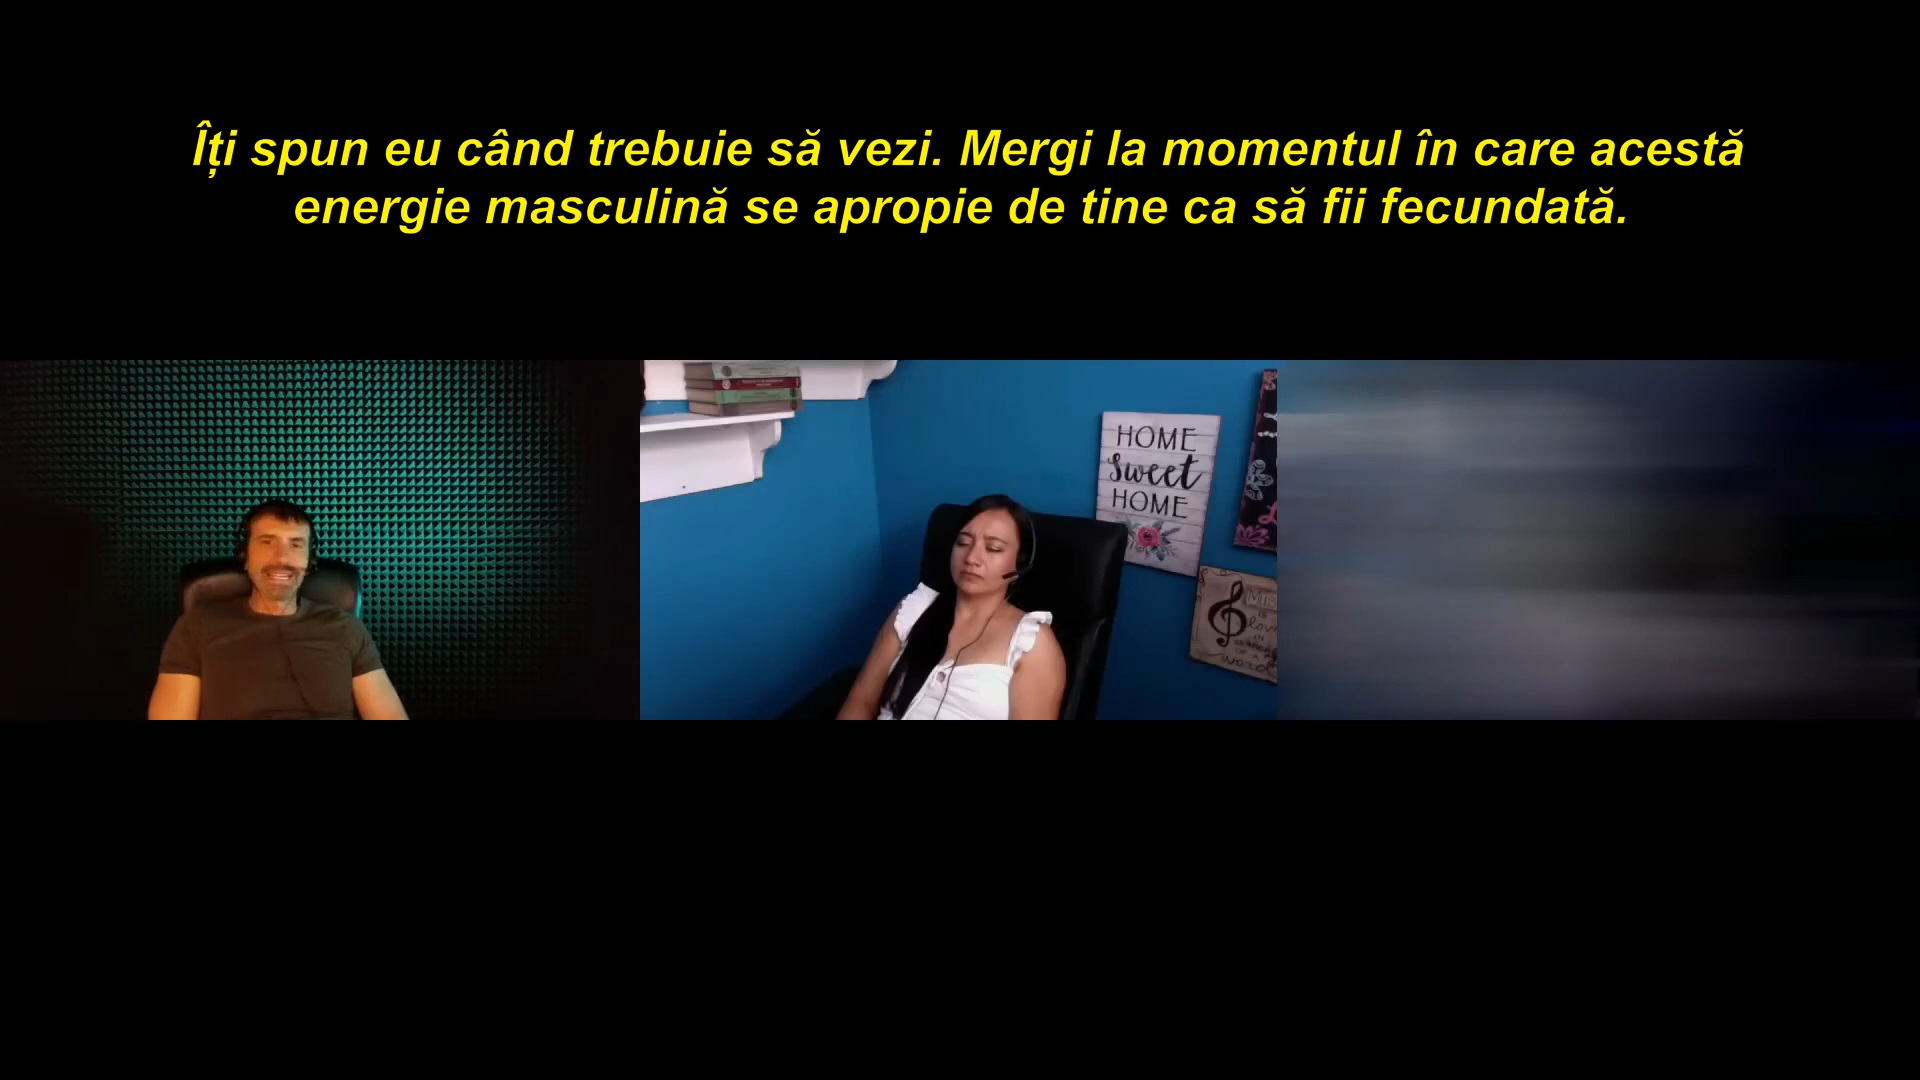 Îți spun eu când trebuie să vezi. Mergi la momentul în care acestă
energie masculină se apropie de tine ca să fii fecundată.
HOME
Sweet
HOME